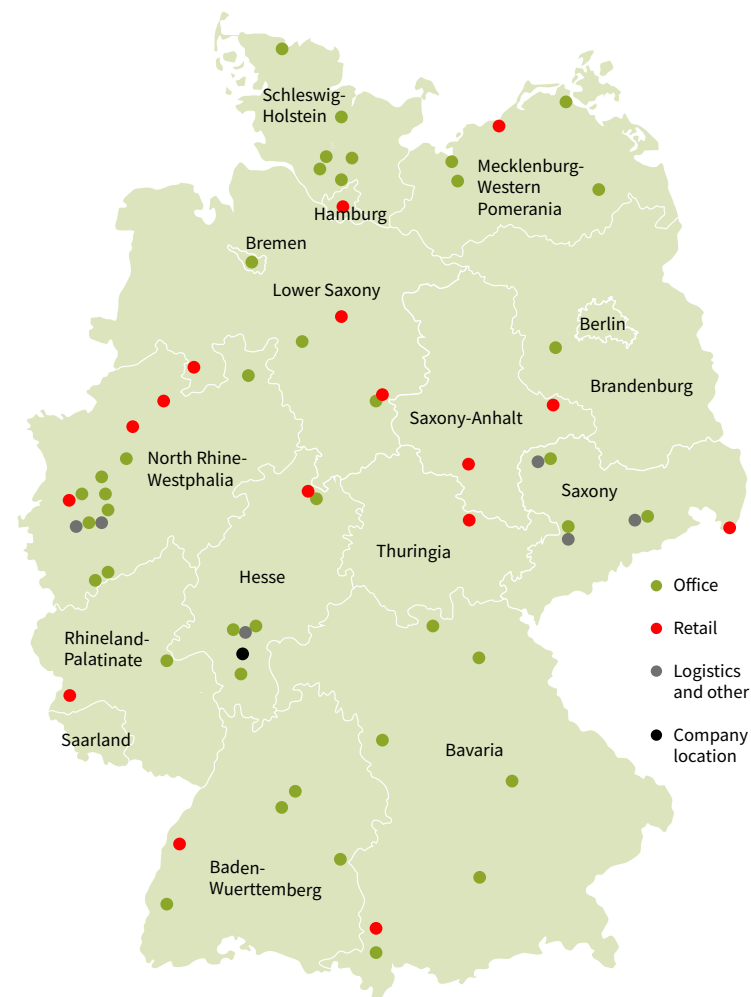 Schleswig-
Holstein
Mecklenburg-
Western
Pomerania
Hamburg
Bremen
Lower Saxony
Berlin
Brandenburg
Saxony-Anhalt
North Rhine-
Westphalia
Saxony
Thuringia
Hesse
Office
Retail
Logistics
and other
Company
location
Rhineland-
Palatinate
Saarland
Bavaria
Baden-
Wuerttemberg